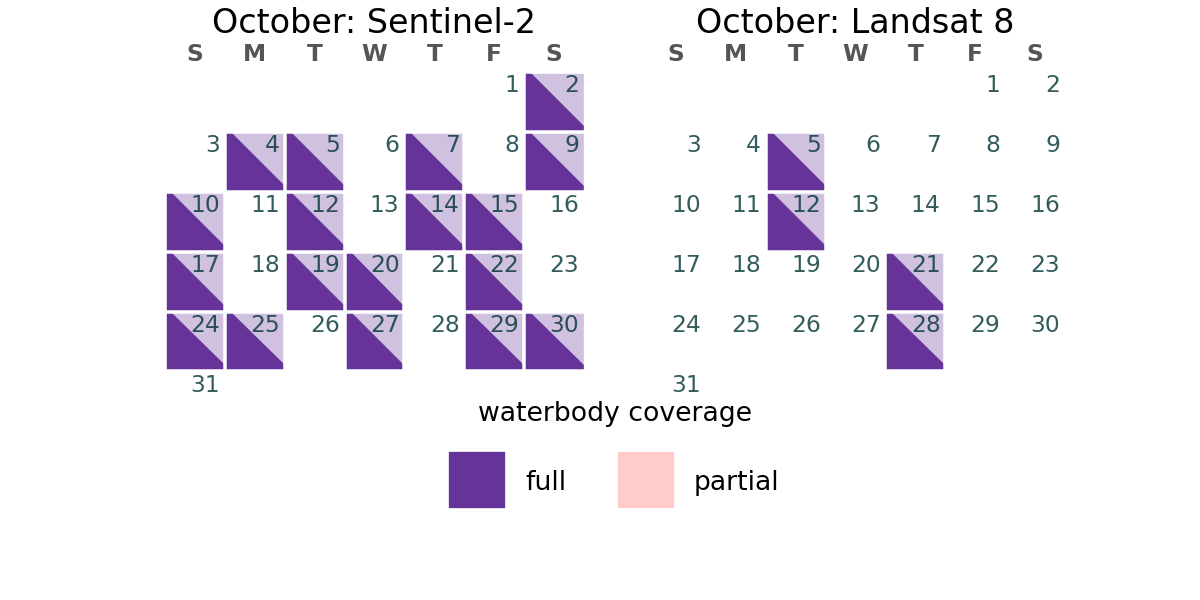 October: Sentinel-2
S M T W T F S
1 2
3 4 5 6 7 8 9
10 11 12 13 14 15 16
17 18 19 20 21 22 23
24 25 26 27 28 29 30
31
October: Landsat 8
S M T W T F S
1 2
3 4 5 6 7 8 9
10 11 12 13 14 15 16
17 18 19 20 21 22 23
24 25 26 27 28 29 30
31
waterbody coverage
full partial